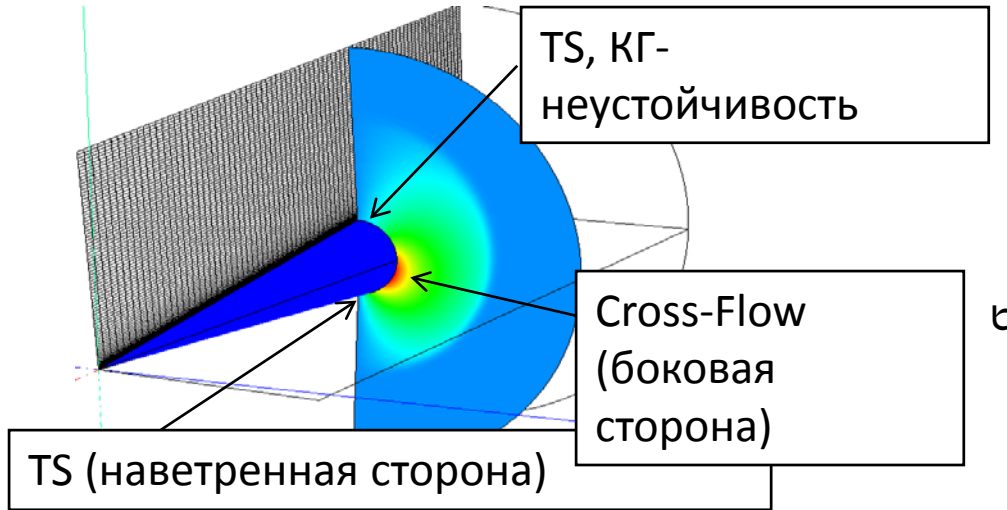 TS, КГ-
неустойчивость
Cross-Flow
(боковая
сторона)
TS (наветренная сторона)